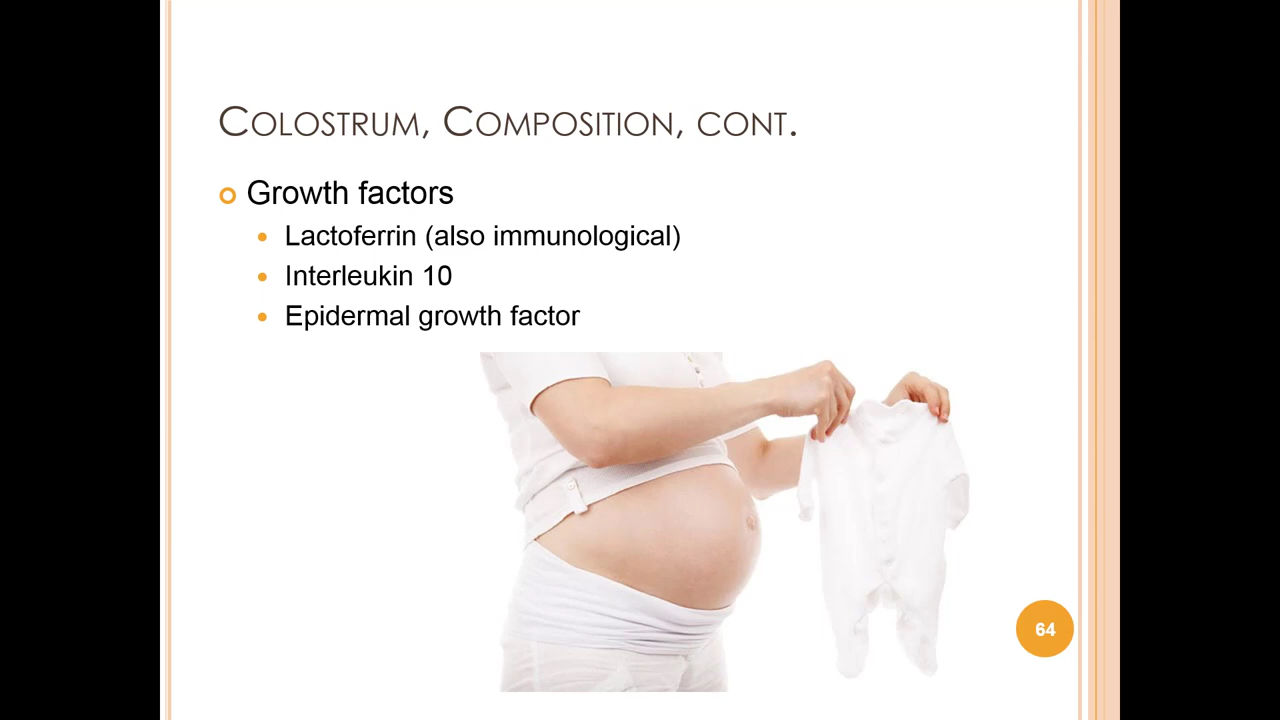 Colostrum, Composition, cont.
Growth factors
Lactoferrin (also immunological)
Interleukin 10
Epidermal growth factor
64